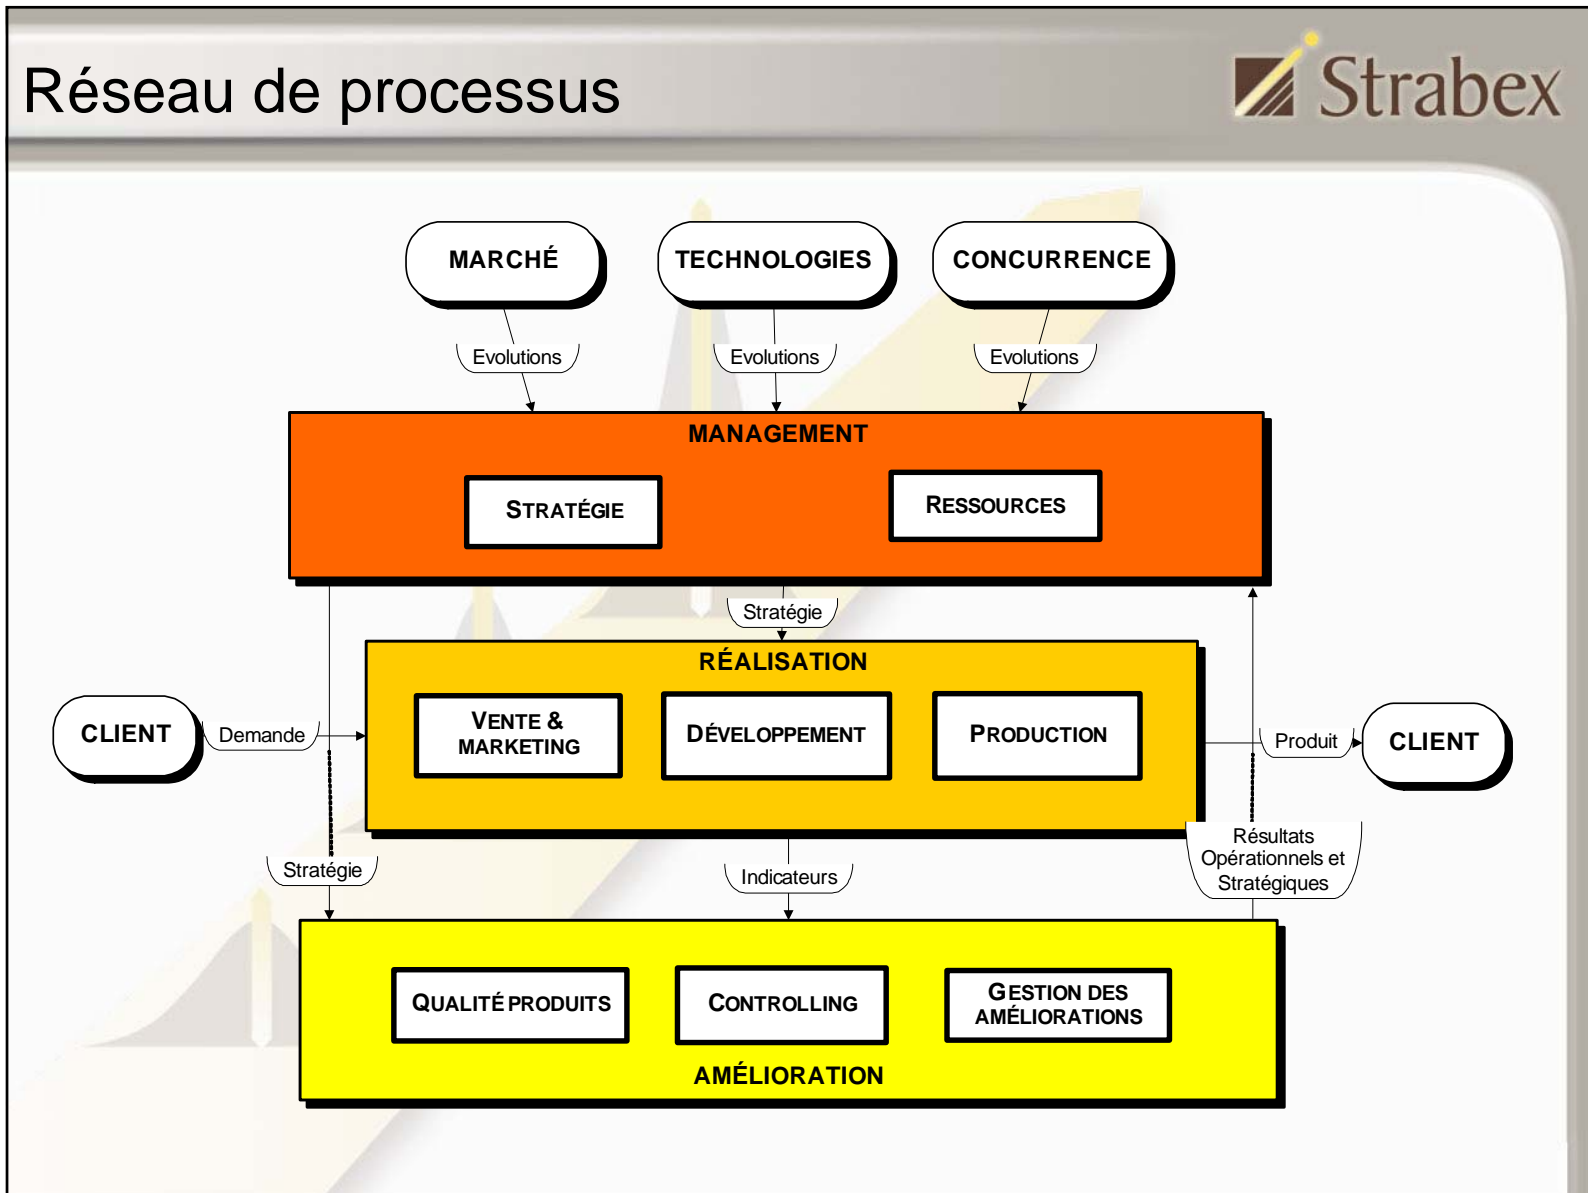 Réseau de processus
Strabex
MARCHÉ
TECHNOLOGIES
CONCURRENCE
Evolutions
Evolutions
Evolutions
MANAGEMENT
STRATÉGIE
RESSOURCES
Stratégie
RÉALISATION
CLIENT
Demande
VENTE &
MARKETING
DÉVELOPPEMENT
PRODUCTION
Produit
CLIENT
Stratégie
Indicateurs
Résultats
Opérationnels et
Stratégiques
QUALITÉ PRODUITS
CONTROLLING
GESTION DES
AMÉLIORATIONS
AMÉLIORATION